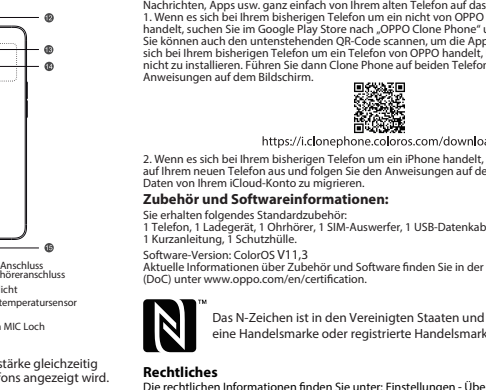 ⑫
⑬
⑭
⑮
Anschluss
höreranschluss
icht
temperatursensor
MIC Loch
stärke gleichzeitig
fons angezeigt wird.
Nachrichten, Apps usw. ganz einfach von Ihrem alten Telefon auf das
1. Wenn es sich bei Ihrem bisherigen Telefon um ein nicht von OPPO
handelt, suchen Sie im Google Play Store nach „OPPO Clone Phone“ u
Sie können auch den untenstehenden QR-Code scannen, um die App
sich bei Ihrem bisherigen Telefon um ein Telefon von OPPO handelt,
nicht zu installieren. Führen Sie dann Clone Phone auf beiden Telefon
Anweisungen auf dem Bildschirm.
https://i.clonephone.coloros.com/downloa
2. Wenn es sich bei Ihrem bisherigen Telefon um ein iPhone handelt,
auf Ihrem neuen Telefon aus und folgen Sie den Anweisungen auf de
Daten von Ihrem iCloud-Konto zu migrieren.
Zubehör und Softwareinformationen:
Sie erhalten folgendes Standardzubehör:
1 Telefon, 1 Ladegerät, 1 Ohrhörer, 1 SIM-Auswerfer, 1 USB-Datenkab
1 Kurzanleitung, 1 Schutzhülle.
Software-Version: ColorOS V11,3
Aktuelle Informationen über Zubehör und Software finden Sie in der
(DoC) unter www.oppo.com/en/certification.
™
Das N-Zeichen ist in den Vereinigten Staaten und
eine Handelsmarke oder registrierte Handelsmark
Rechtliches
Die rechtlichen Informationen finden Sie unter: Einstellungen - Übe